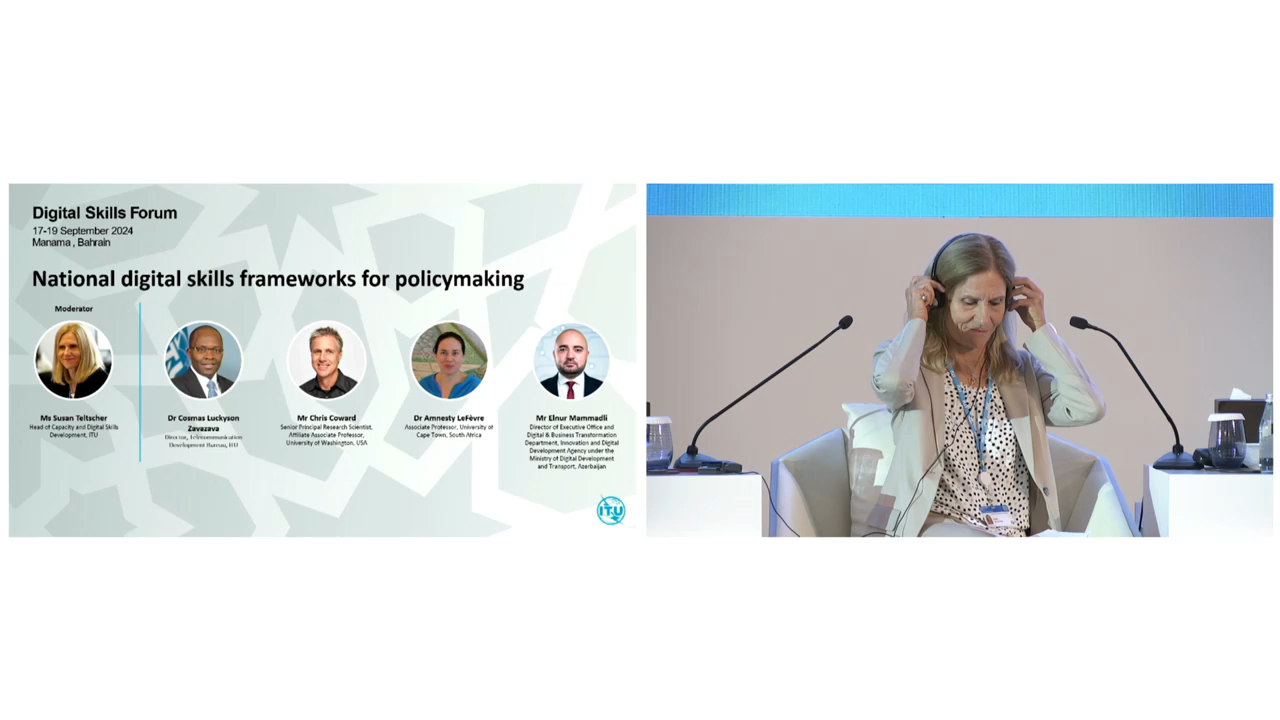 Digital Skills Forum
17-19 September 2024
Manama , Bahrain
National digital skills frameworks for policymaking
Moderator
Ms Susan Teltscher
Head of Capacity and Digital Skills
Development, ITU
Dr Cosmas Luckyson
Zavazava
Director, Telecommunication
Development Bureau, ITU
Mr Chris Coward
Senior Principal Research Scientist,
Affiliate Associate Professor,
University of Washington, USA
Dr Amnesty LeFèvre
Associate Professor, University of
Cape Town, South Africa
Mr Elnur Mammadli
Director of Executive Office and
Digital & Business Transformation
Department, Innovation and Digital
Development Agency under the
Ministry of Digital Development
and Transport, Azerbaijan
ITU